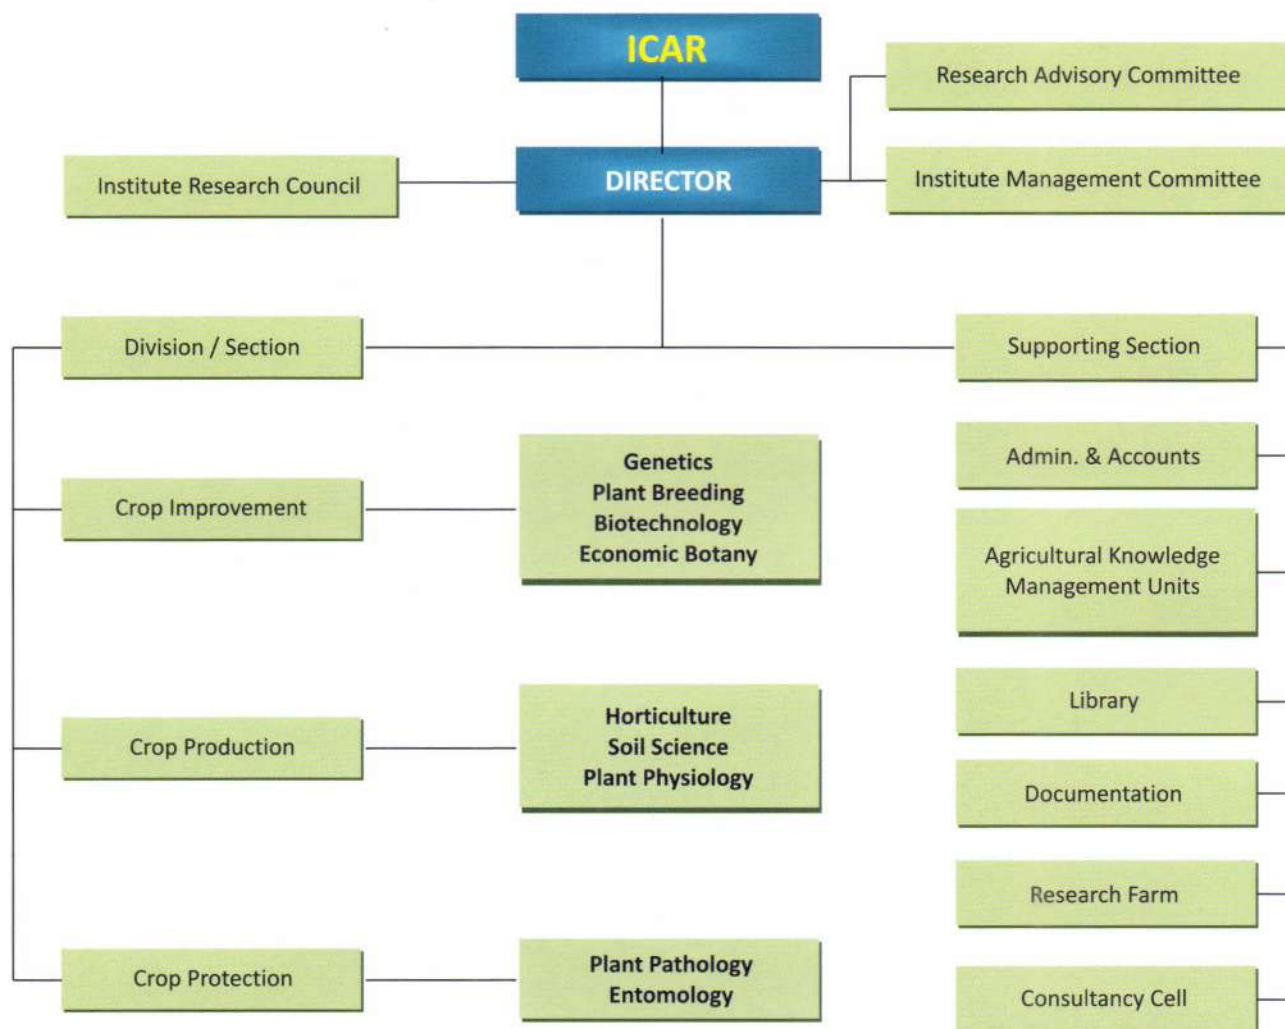 ICAR
Research Advisory Committee
Institute Research Council
DIRECTOR
Institute Management Committee
Division / Section
Supporting Section
Crop Improvement
Genetics
Plant Breeding
Biotechnology
Economic Botany
Admin. & Accounts
Agricultural Knowledge
Management Units
Crop Production
Horticulture
Soil Science
Plant Physiology
Library
Documentation
Research Farm
Crop Protection
Plant Pathology
Entomology
Consultancy Cell